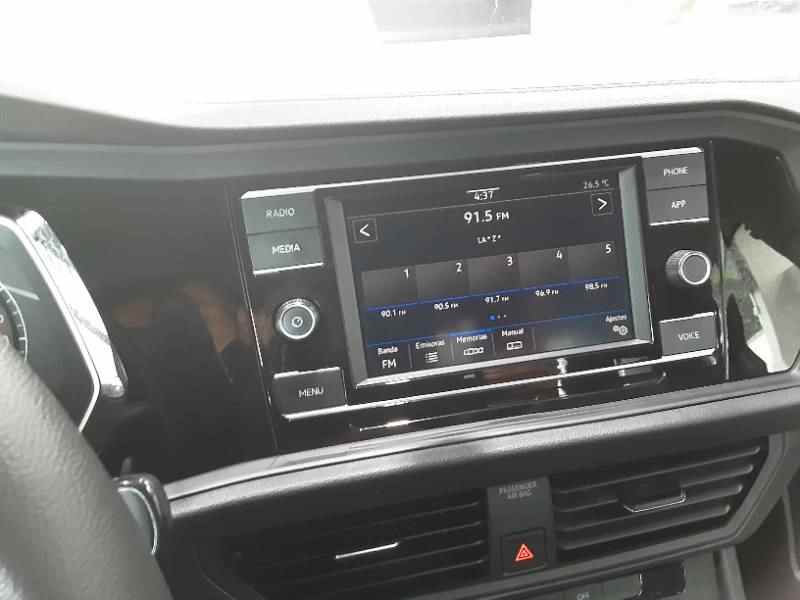 RADIO
MEDIA
MENU
4:37
26.5 °C
91.5 FM
LA*Z*
1 2 3 4 5
90.1 FM 90.5 FM 91.7 FM 96.9 FM 98.5 FM
Banda
FM
Emisoras
Memorias
Manual
Ajustes
PHONE
APP
VOICE
PASSENGER
AIR BAG
OFF